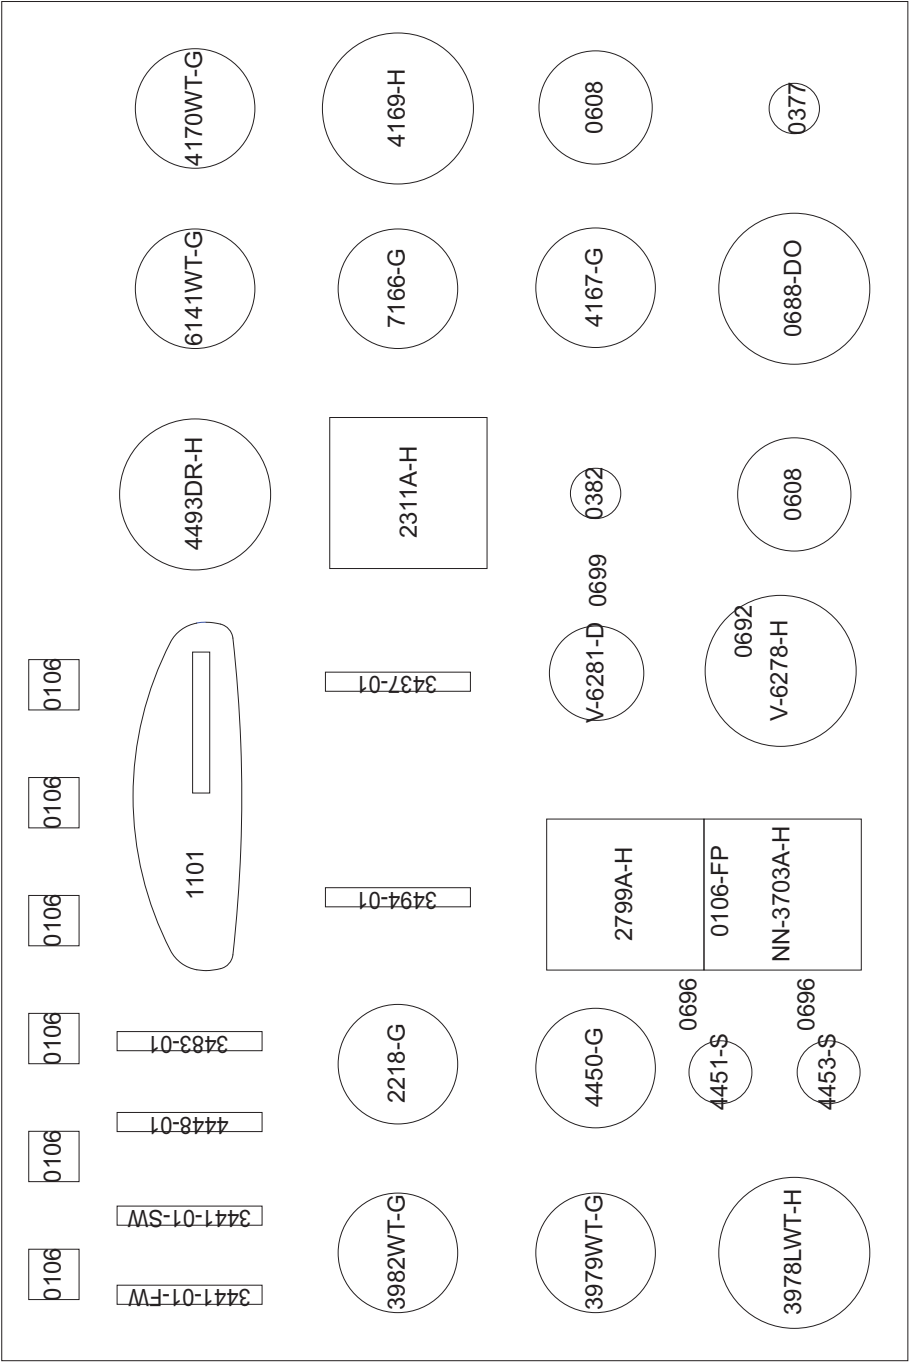 4170WT-G
4169-H
0608
0377
6141WT-G
7166-G
4167-G
0688-DO
4493DR-H
2311A-H
0382
0608
0699
0692
0106
3437-01
V-6281-D
V-6278-H
0106
1101
2799A-H
0106-FP
NN-3703A-H
0106
3494-01
0696
0696
0106
3483-01
2218-G
4450-G
4451-S
4453-S
4448-01
0106
3441-01-SW
3982WT-G
3979WT-G
3978LWT-H
0106
3441-01-FW